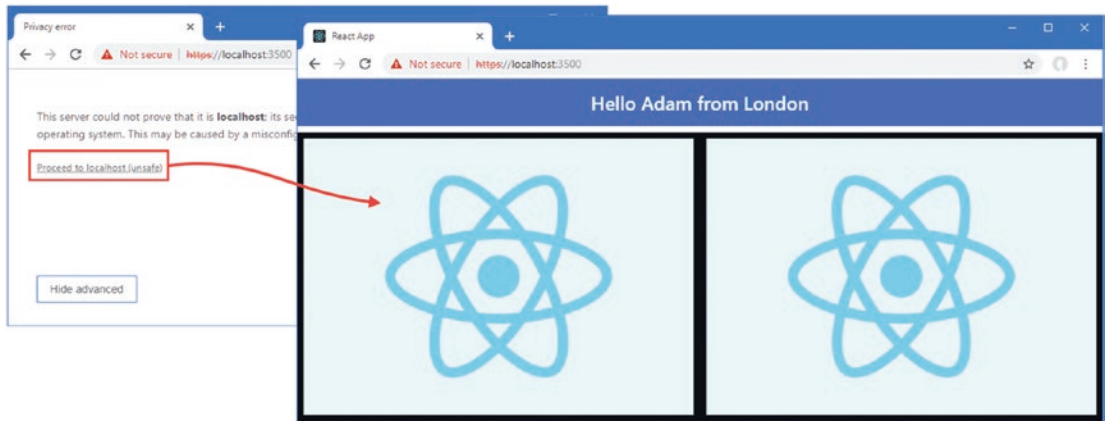 Privacy error
Not secure | https://localhost:3500
This server could not prove that it is localhost; its se
operating system. This may be caused by a misconfig
Proceed to localhost (unsafe)
Hide advanced
React App
Not secure | https://localhost:3500
Hello Adam from London